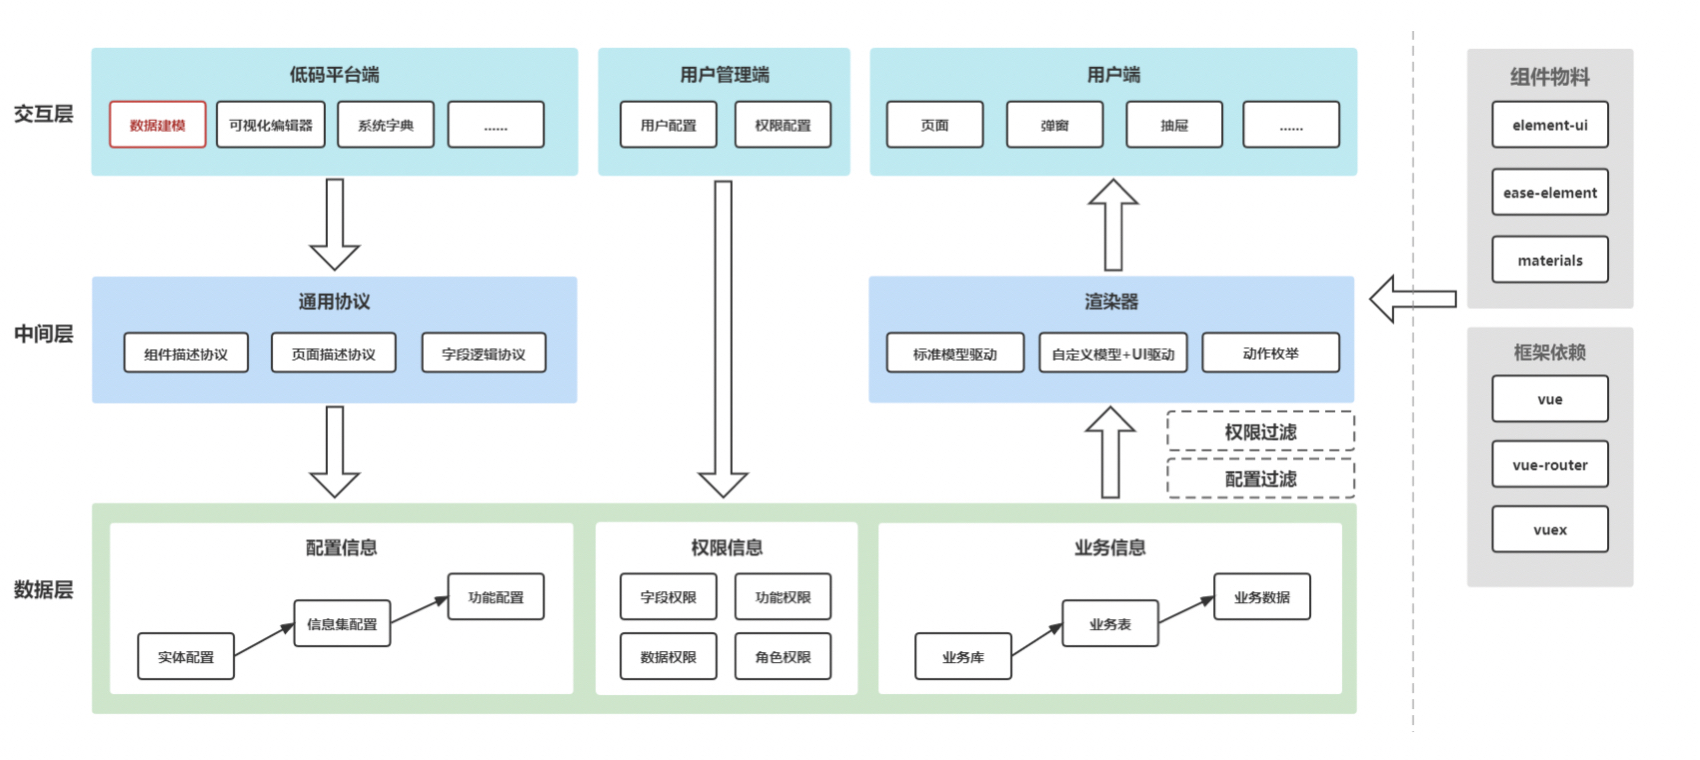 交互层
低码平台端
数据建模
可视化编辑器
系统字典
......
用户管理端
用户配置
权限配置
用户端
页面
弹窗
抽屉
......
中间层
通用协议
组件描述协议
页面描述协议
字段逻辑协议
渲染器
标准模型驱动
自定义模型+UI驱动
动作枚举
权限过滤
配置过滤
数据层
配置信息
实体配置
信息集配置
功能配置
权限信息
字段权限
功能权限
数据权限
角色权限
业务信息
业务库
业务表
业务数据
组件物料
element-ui
ease-element
materials
框架依赖
vue
vue-router
vuex